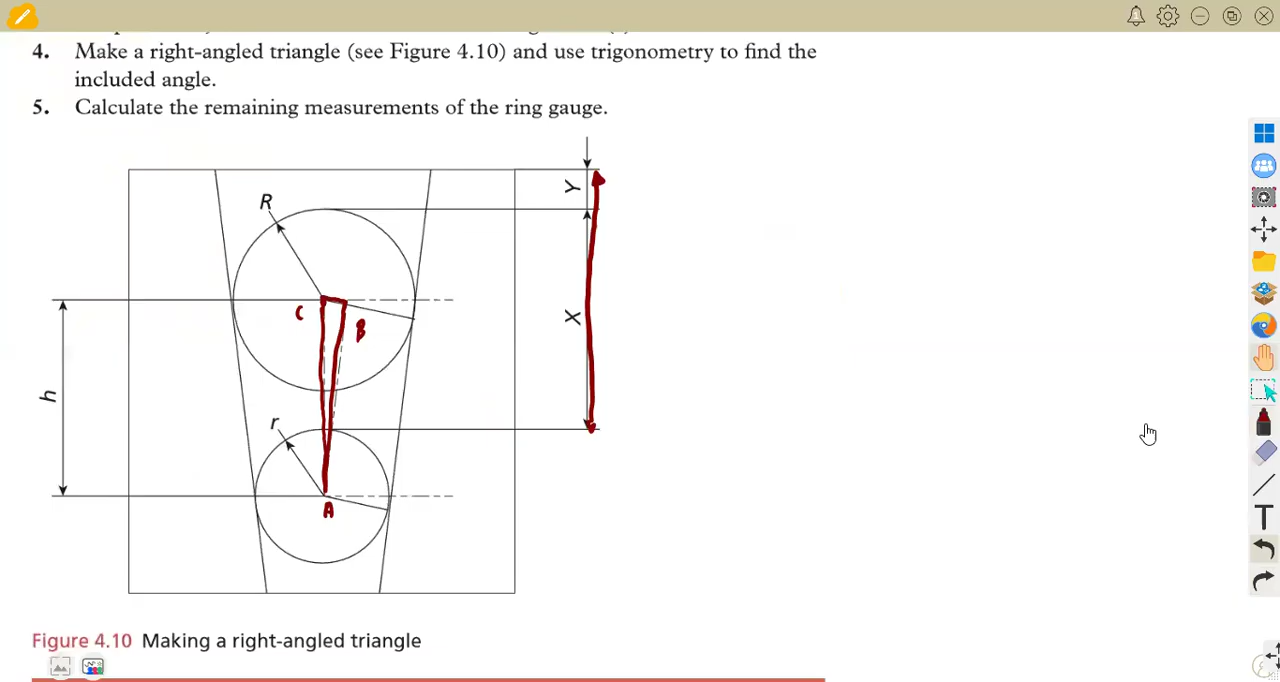 4. Make a right-angled triangle (see Figure 4.10) and use trigonometry to find the
included angle.
5. Calculate the remaining measurements of the ring gauge.
Y
R
C
B
X
h
r
A
Figure 4.10 Making a right-angled triangle
T